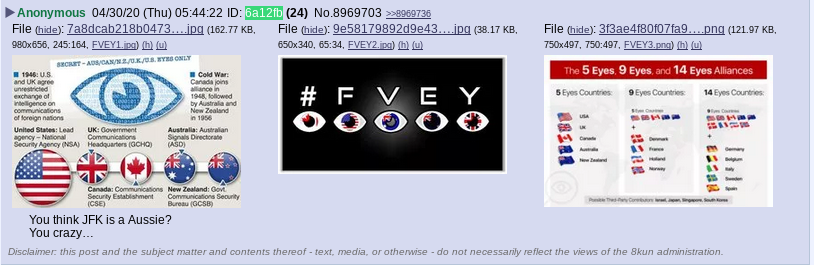 Anonymous 04/30/20 (Thu) 05:44:22 ID: 6a12fb (24) No.8969703 >>8969736
File (hide): 7a8dcab218b0473….jpg (162.77 KB, 980x656, 245:164, FVEY1.jpg) (h) (u)
File (hide): 9e58179892d9e43….jpg (38.17 KB, 650x340, 65:34, FVEY2.jpg) (h) (u)
File (hide): 3f3ae4f80f07fa9….png (121.97 KB, 750x497, 750:497, FVEY3.png) (h) (u)
SECRET - AUS/CAN/N.Z./U.K./U.S. EYES ONLY
1946: U.S. and UK agree unrestricted exchange of intelligence on communications of foreign nations
Cold War: Canada joins alliance in 1948, followed by Australia and New Zealand in 1956
United States: Lead agency – National Security Agency (NSA)
UK: Government Communications Headquarters (GCHQ)
Australia: Australian Signals Directorate (ASD)
Canada: Communications Security Establishment (CSE)
New Zealand: Govt. Communications Security Bureau (GCSB)
# F V E Y
The 5 Eyes, 9 Eyes, and 14 Eyes Alliances
5 Eyes Countries:
USA
UK
Canada
Australia
New Zealand
9 Eyes Countries:
5 Eyes Countries
+
Denmark
France
Holland
Norway
14 Eyes Countries:
9 Eyes Countries
+
Germany
Belgium
Italy
Sweden
Spain
Possible Third-Party Contributors: Israel, Japan, Singapore, South Korea
You think JFK is a Aussie?
You crazy…
Disclaimer: this post and the subject matter and contents thereof - text, media, or otherwise - do not necessarily reflect the views of the 8kun administration.